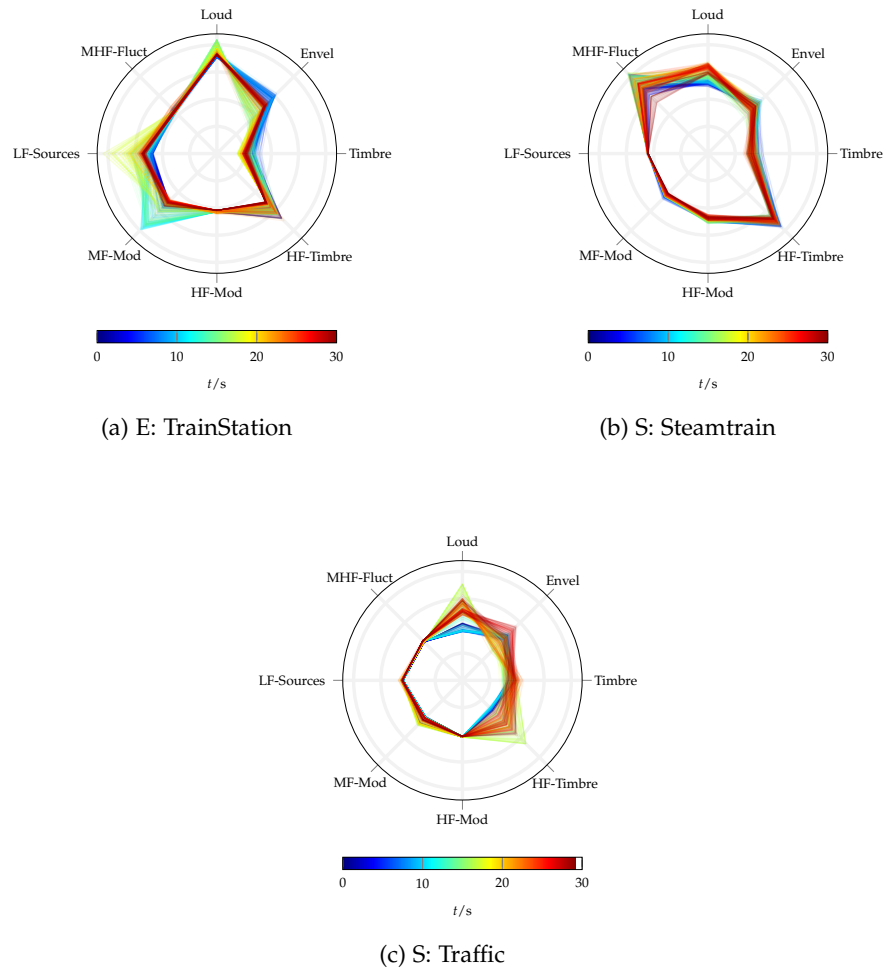 Loud
MHF-Fluct
Envel
LF-Sources
Timbre
MF-Mod
HF-Timbre
HF-Mod
0 10 20 30
t/s
(a) E: TrainStation
Loud
MHF-Fluct
Envel
LF-Sources
Timbre
MF-Mod
HF-Timbre
HF-Mod
0 10 20 30
t/s
(b) S: Steamtrain
Loud
MHF-Fluct
Envel
LF-Sources
Timbre
MF-Mod
HF-Timbre
HF-Mod
0 10 20 30
t/s
(c) S: Traffic